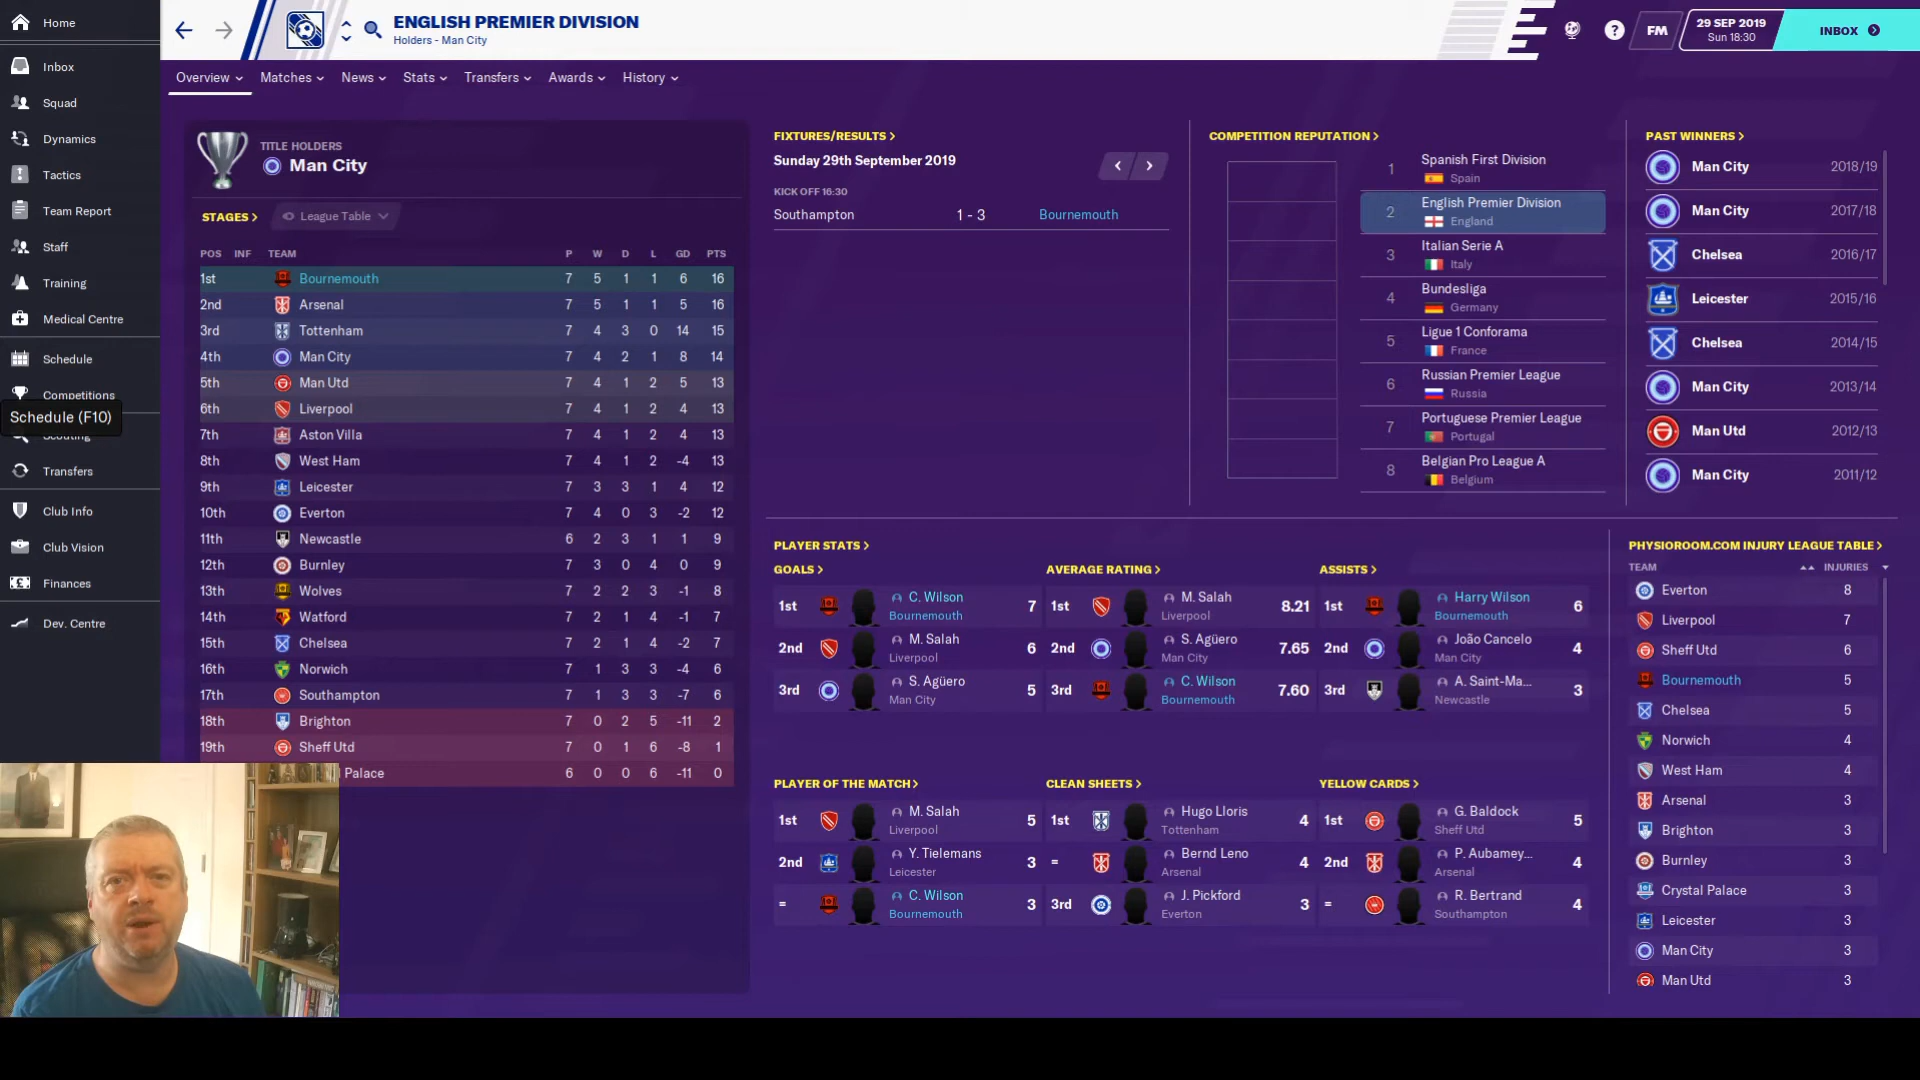 Home
Inbox
Squad
Dynamics
Tactics
Team Report
Staff
Training
Medical Centre
Schedule
Competitions
Schedule (F10)
Scouting
Transfers
Club Info
Club Vision
Finances
Dev. Centre
ENGLISH PREMIER DIVISION
Holders - Man City
?
FM
29 SEP 2019
Sun 18:30
INBOX
Overview Matches News Stats Transfers Awards History
TITLE HOLDERS
Man City
STAGES >
League Table
POS INF TEAM P W D L GD PTS
1st Bournemouth 7 5 1 1 6 16
2nd Arsenal 7 5 1 1 5 16
3rd Tottenham 7 4 3 0 14 15
4th Man City 7 4 2 1 8 14
5th Man Utd 7 4 1 2 5 13
6th Liverpool 7 4 1 2 4 13
7th Aston Villa 7 4 1 2 4 13
8th West Ham 7 4 1 2 -4 13
9th Leicester 7 3 3 1 4 12
10th Everton 7 4 0 3 -2 12
11th Newcastle 6 2 3 1 1 9
12th Burnley 7 3 0 4 0 9
13th Wolves 7 2 2 3 -1 8
14th Watford 7 2 1 4 -1 7
15th Chelsea 7 2 1 4 -2 7
16th Norwich 7 1 3 3 -4 6
17th Southampton 7 1 3 3 -7 6
18th Brighton 7 0 2 5 -11 2
19th Sheff Utd 7 0 1 6 -8 1
Palace 6 0 0 6 -11 0
FIXTURES/RESULTS >
Sunday 29th September 2019
KICK OFF 16:30
Southampton 1 - 3 Bournemouth
COMPETITION REPUTATION >
1 Spanish First Division
Spain
2 English Premier Division
England
3 Italian Serie A
Italy
4 Bundesliga
Germany
5 Ligue 1 Conforama
France
6 Russian Premier League
Russia
7 Portuguese Premier League
Portugal
8 Belgian Pro League A
Belgium
PAST WINNERS >
Man City 2018/19
Man City 2017/18
Chelsea 2016/17
Leicester 2015/16
Chelsea 2014/15
Man City 2013/14
Man Utd 2012/13
Man City 2011/12
PLAYER STATS >
GOALS >
1st C. Wilson 7
Bournemouth
2nd M. Salah 6
Liverpool
3rd S. Agüero 5
Man City
AVERAGE RATING >
1st M. Salah 8.21
Liverpool
2nd S. Agüero 7.65
Man City
3rd C. Wilson 7.60
Bournemouth
ASSISTS >
1st Harry Wilson 6
Bournemouth
2nd João Cancelo 4
Man City
3rd A. Saint-Ma... 3
Newcastle
PLAYER OF THE MATCH >
1st M. Salah 5
Liverpool
2nd Y. Tielemans 3
Leicester
= C. Wilson 3
Bournemouth
CLEAN SHEETS >
1st Hugo Lloris 4
Tottenham
= Bernd Leno 4
Arsenal
3rd J. Pickford 3
Everton
YELLOW CARDS >
1st G. Baldock 5
Sheff Utd
2nd P. Aubamey... 4
Arsenal
= R. Bertrand 4
Southampton
PHYSIOROOM.COM INJURY LEAGUE TABLE >
TEAM INJURIES
Everton 8
Liverpool 7
Sheff Utd 6
Bournemouth 5
Chelsea 5
Norwich 4
West Ham 4
Arsenal 3
Brighton 3
Burnley 3
Crystal Palace 3
Leicester 3
Man City 3
Man Utd 3